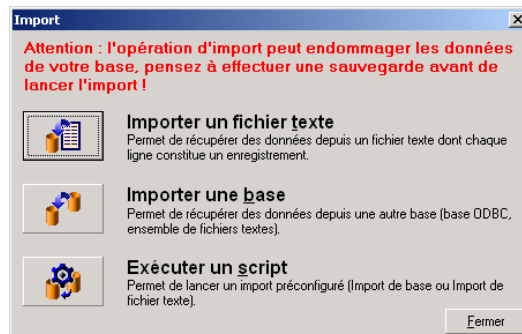 Import
Attention : l'opération d'import peut endommager les données
de votre base, pensez à effectuer une sauvegarde avant de
lancer l'import !
Importer un fichier texte
Permet de récupérer des données depuis un fichier texte dont chaque
ligne constitue un enregistrement.
Importer une base
Permet de récupérer des données depuis une autre base (base ODBC,
ensemble de fichiers textes).
Exécuter un script
Permet de lancer un import préconfiguré (Import de base ou Import de
fichier texte).
Fermer